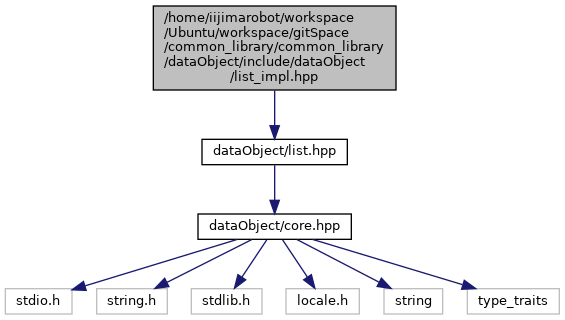 /home/iijimarobot/workspace
/Ubuntu/workspace/gitSpace
/common_library/common_library
/dataObject/include/dataObject
/list_impl.hpp
dataObject/list.hpp
dataObject/core.hpp
stdio.h
string.h
stdlib.h
locale.h
string
type_traits